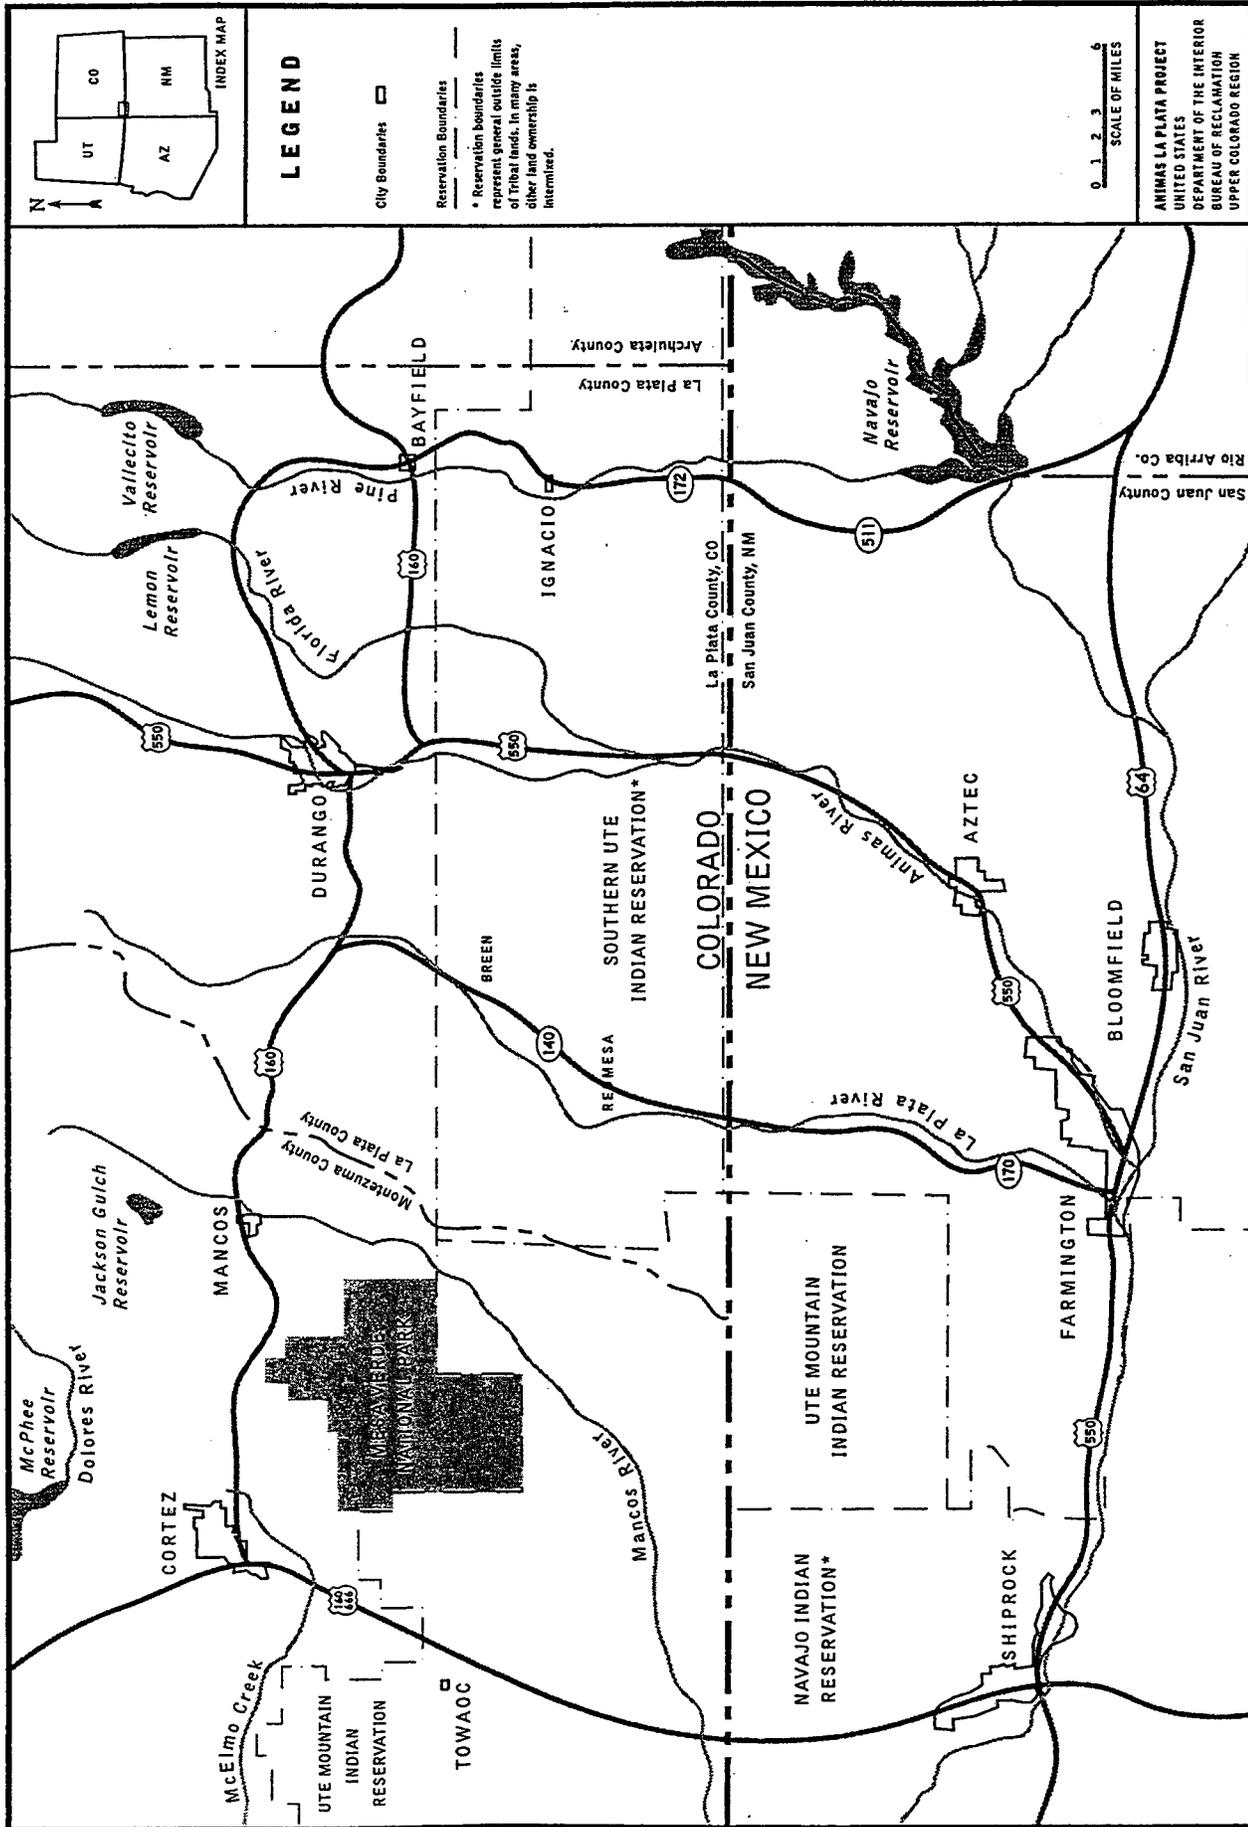 N
UT
CO
AZ
NM
INDEX MAP
LEGEND
City Boundaries
Reservation Boundaries
* Reservation boundaries
represent general outside limits
of Tribal lands. In many areas,
other land ownership is
intermixed.
0 1 2 3 6
SCALE OF MILES
ANIMAS LA PLATA PROJECT
UNITED STATES
DEPARTMENT OF THE INTERIOR
BUREAU OF RECLAMATION
UPPER COLORADO REGION
McPhee
Reservoir
Dolores River
Jackson Gulch
Reservoir
Lemon
Reservoir
Vallecito
Reservoir
CORTEZ
MANCOS
160
DURANGO
550
Florida River
Pine River
BAYFIELD
160
McElmo Creek
160
666
MESA VERDE
NATIONAL PARK
Montezuma County
La Plata County
UTE MOUNTAIN
INDIAN
RESERVATION
TOWAOC
BREEN
140
RED MESA
550
IGNACIO
172
La Plata County
Archuleta County
Mancos River
SOUTHERN UTE
INDIAN RESERVATION*
COLORADO
NEW MEXICO
La Plata County, CO
San Juan County, NM
NAVAJO INDIAN
RESERVATION*
UTE MOUNTAIN
INDIAN RESERVATION
La Plata River
Animas River
511
Navajo
Reservoir
SHIPROCK
170
550
AZTEC
550
FARMINGTON
BLOOMFIELD
San Juan River
64
San Juan County
Rio Arriba Co.